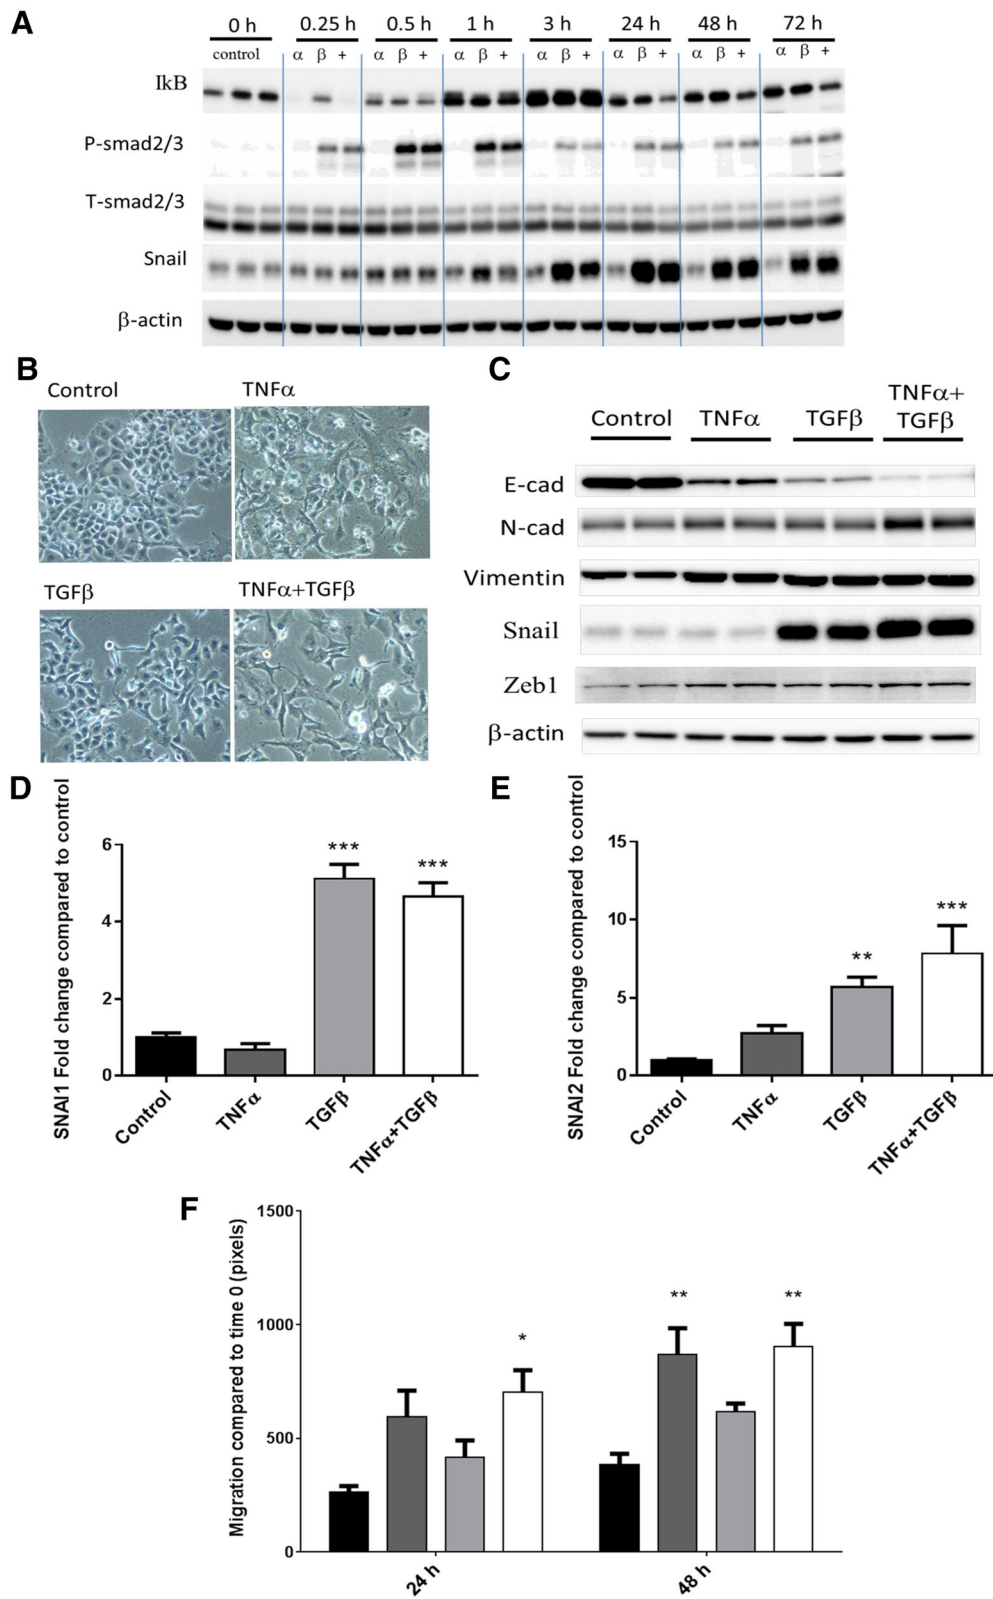 A
0 h 0.25 h 0.5 h 1 h 3 h 24 h 48 h 72 h
control α β + α β + α β + α β + α β + α β + α β +
IkB
P-smad2/3
T-smad2/3
Snail
β-actin
B
Control TNFα
TGFβ TNFα+TGFβ
C
Control TNFα TGFβ TNFα+
TGFβ
E-cad
N-cad
Vimentin
Snail
Zeb1
β-actin
D
SNAI1 Fold change compared to control
6
4
2
0
***
***
Control TNFα TGFβ TNFα+TGFβ
E
SNAI2 Fold change compared to control
15
10
5
0
**
***
Control TNFα TGFβ TNFα+TGFβ
F
Migration compared to time 0 (pixels)
1500
1000
500
0
*
**
**
24 h 48 h